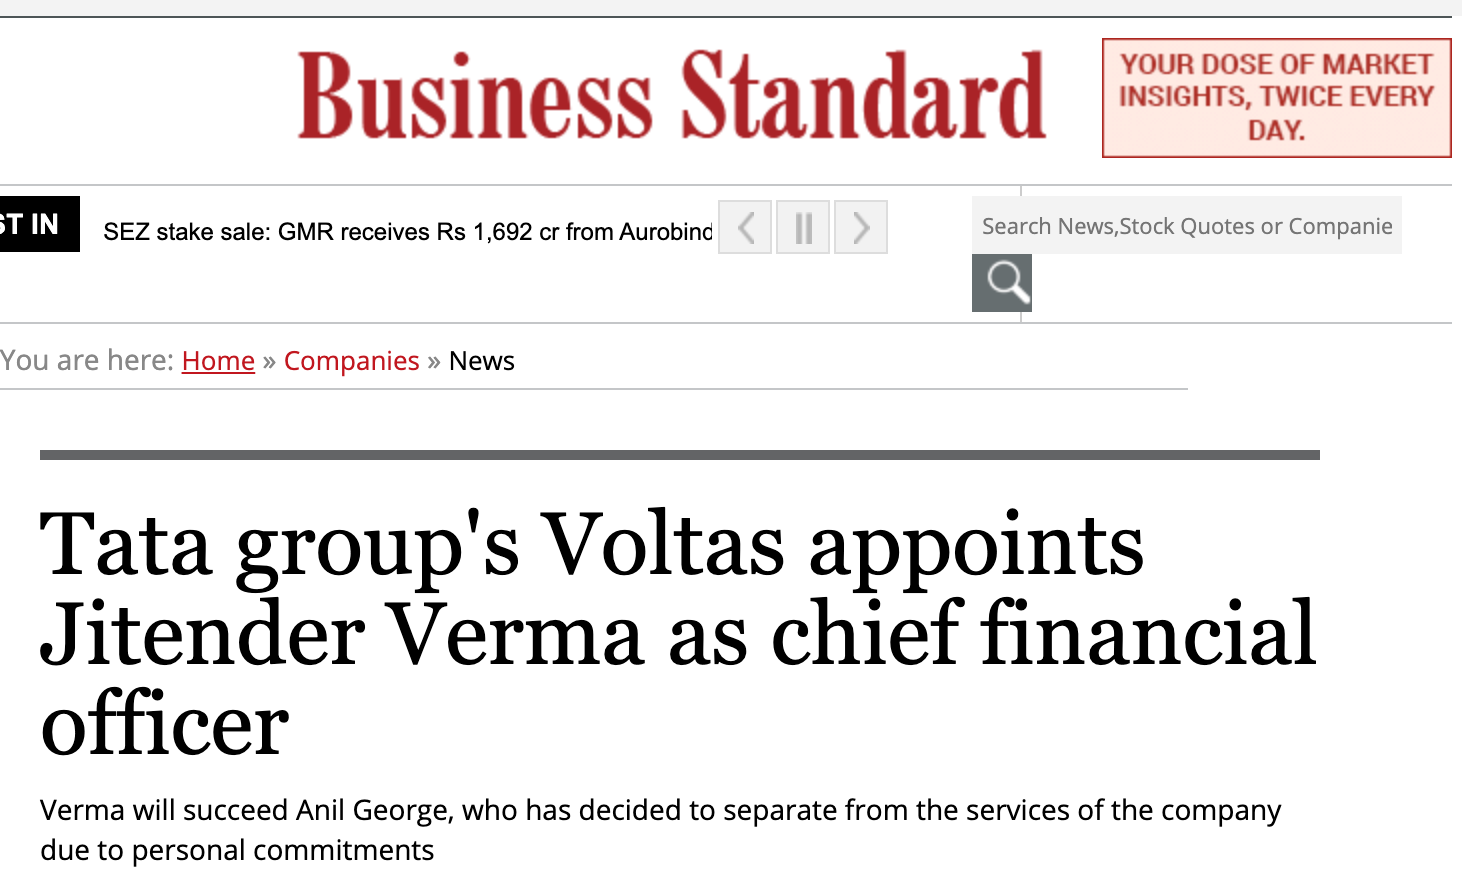 Business Standard
YOUR DOSE OF MARKET
INSIGHTS, TWICE EVERY
DAY.
ST IN
SEZ stake sale: GMR receives Rs 1,692 cr from Aurobind
Search News,Stock Quotes or Companie
You are here: Home » Companies » News
Tata group's Voltas appoints
Jitender Verma as chief financial
officer
Verma will succeed Anil George, who has decided to separate from the services of the company
due to personal commitments